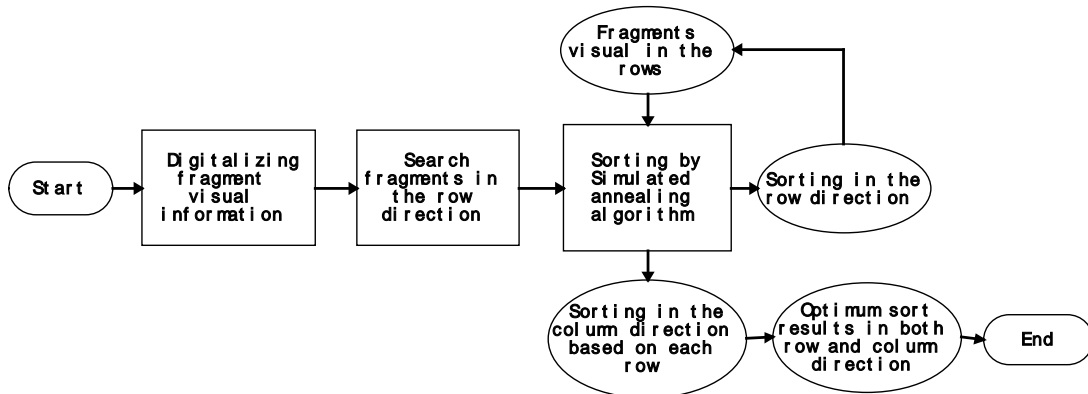 Start
Digitalizing
fragment
visual
information
Search
fragments in
the row
direction
Fragments
visual in the
rows
Sorting by
Simulated
annealing
algorithm
Sorting in the
row direction
Sorting in the
column direction
based on each
row
Optimum sort
results in both
row and column
direction
End